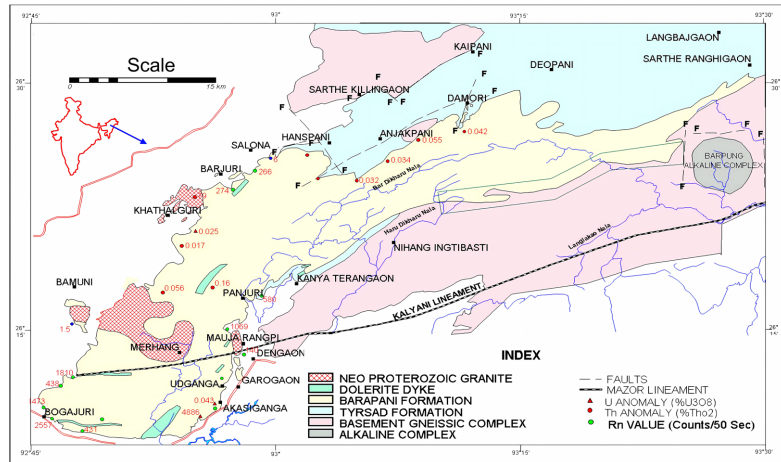 92°45'
93°
93°15'
93°30'
LANGBAJGAON
KAIPANI
F
SARTHE RANGHIGAON
Scale
DEOPANI
26°
30'
26°
30'
F
15 km
SARTHE KILLINGAON
F
F
F
F
DAMORI
F
F
F
0.042
F
F
HANSPANI
ANJAKPANI
0.055
SALONA
F
F
F
BARPUNG
ALKALINE COMPLEX
0.034
BARJURI
266
0.032
Bar Dikharu Nala
274
F
F
KHATHALGURI
0.025
Haru Dikharu Nala
Langlakao Nala
0.017
NIHANG INGTIBASTI
BAMUNI
0.056
0.16
KANYA TERANGAON
PANJURI
580
KALYANI LINEAMENT
1.5
1069
26°
15'
26°
15'
MAUJA RANGPI
MERHANG
DENGAON
INDEX
1810
438
UDGANGA
GAROGAON
NEO PROTEROZOIC GRANITE
DOLERITE DYKE
BARAPANI FORMATION
TYRSAD FORMATION
BASEMENT GNEISSIC COMPLEX
ALKALINE COMPLEX
FAULTS
MAZOR LINEAMENT
U ANOMALY (%U3O8)
Th ANOMALY (%Tho2)
Rn VALUE (Counts/50 Sec)
1473
0.043
AKASIGANGA
BOGAJURI
4886
2557
431
92°45'
93°
93°15'
93°30'